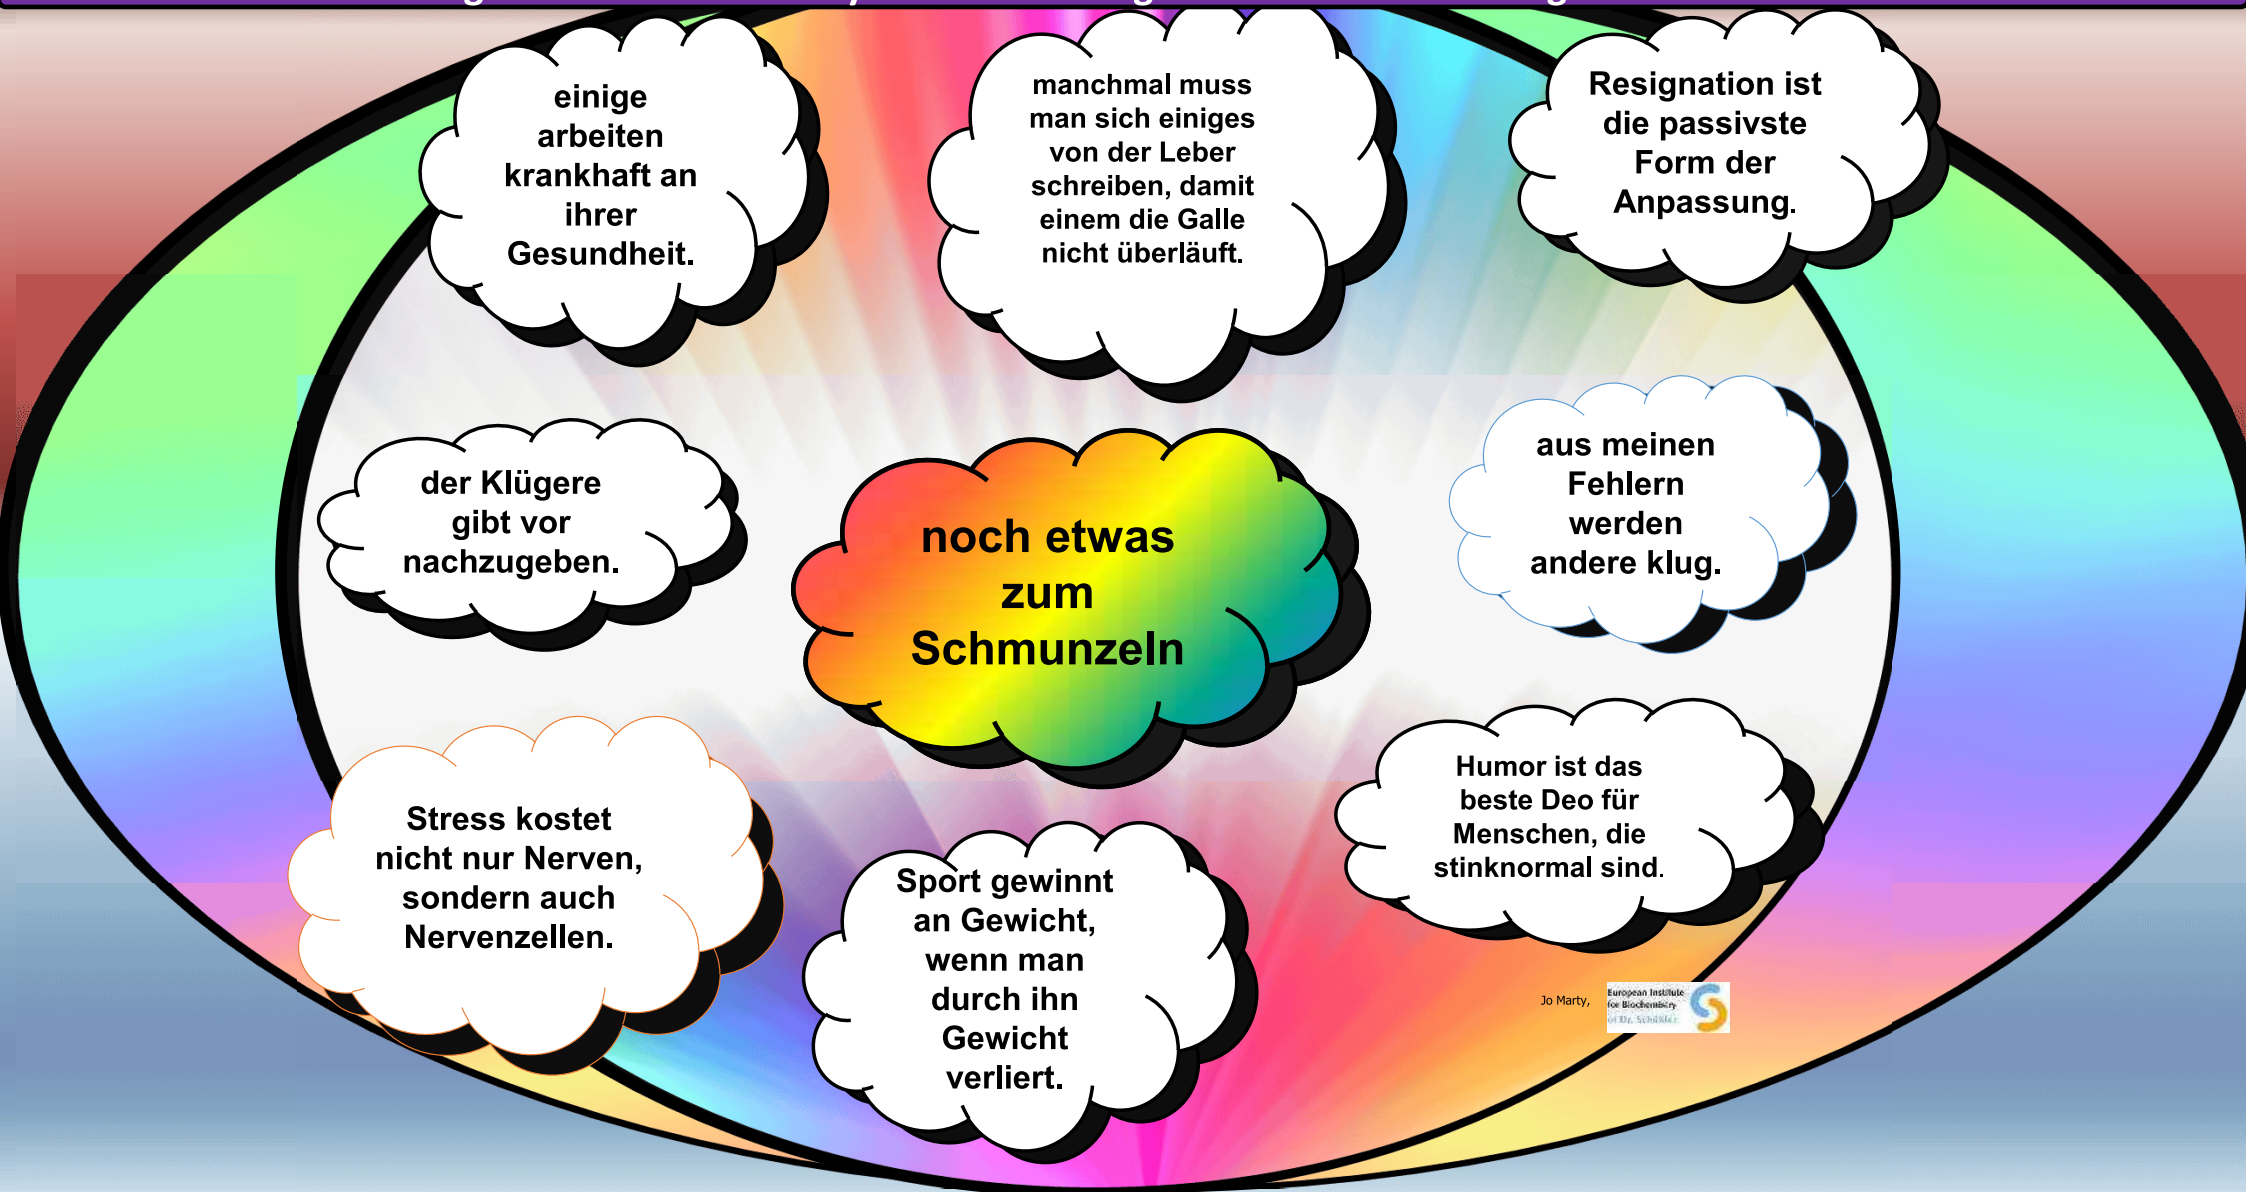 einige
arbeiten
krankhaft an
ihrer
Gesundheit.
manchmal muss
man sich einiges
von der Leber
schreiben, damit
einem die Galle
nicht überläuft.
Resignation ist
die passivste
Form der
Anpassung.
der Klügere
gibt vor
nachzugeben.
noch etwas
zum
Schmunzeln
aus meinen
Fehlern
werden
andere klug.
Stress kostet
nicht nur Nerven,
sondern auch
Nervenzellen.
Sport gewinnt
an Gewicht,
wenn man
durch ihn
Gewicht
verliert.
Humor ist das
beste Deo für
Menschen, die
stinknormal sind.
Jo Marty,
European Institute
for Biochemistry
of Dr. Schüßler